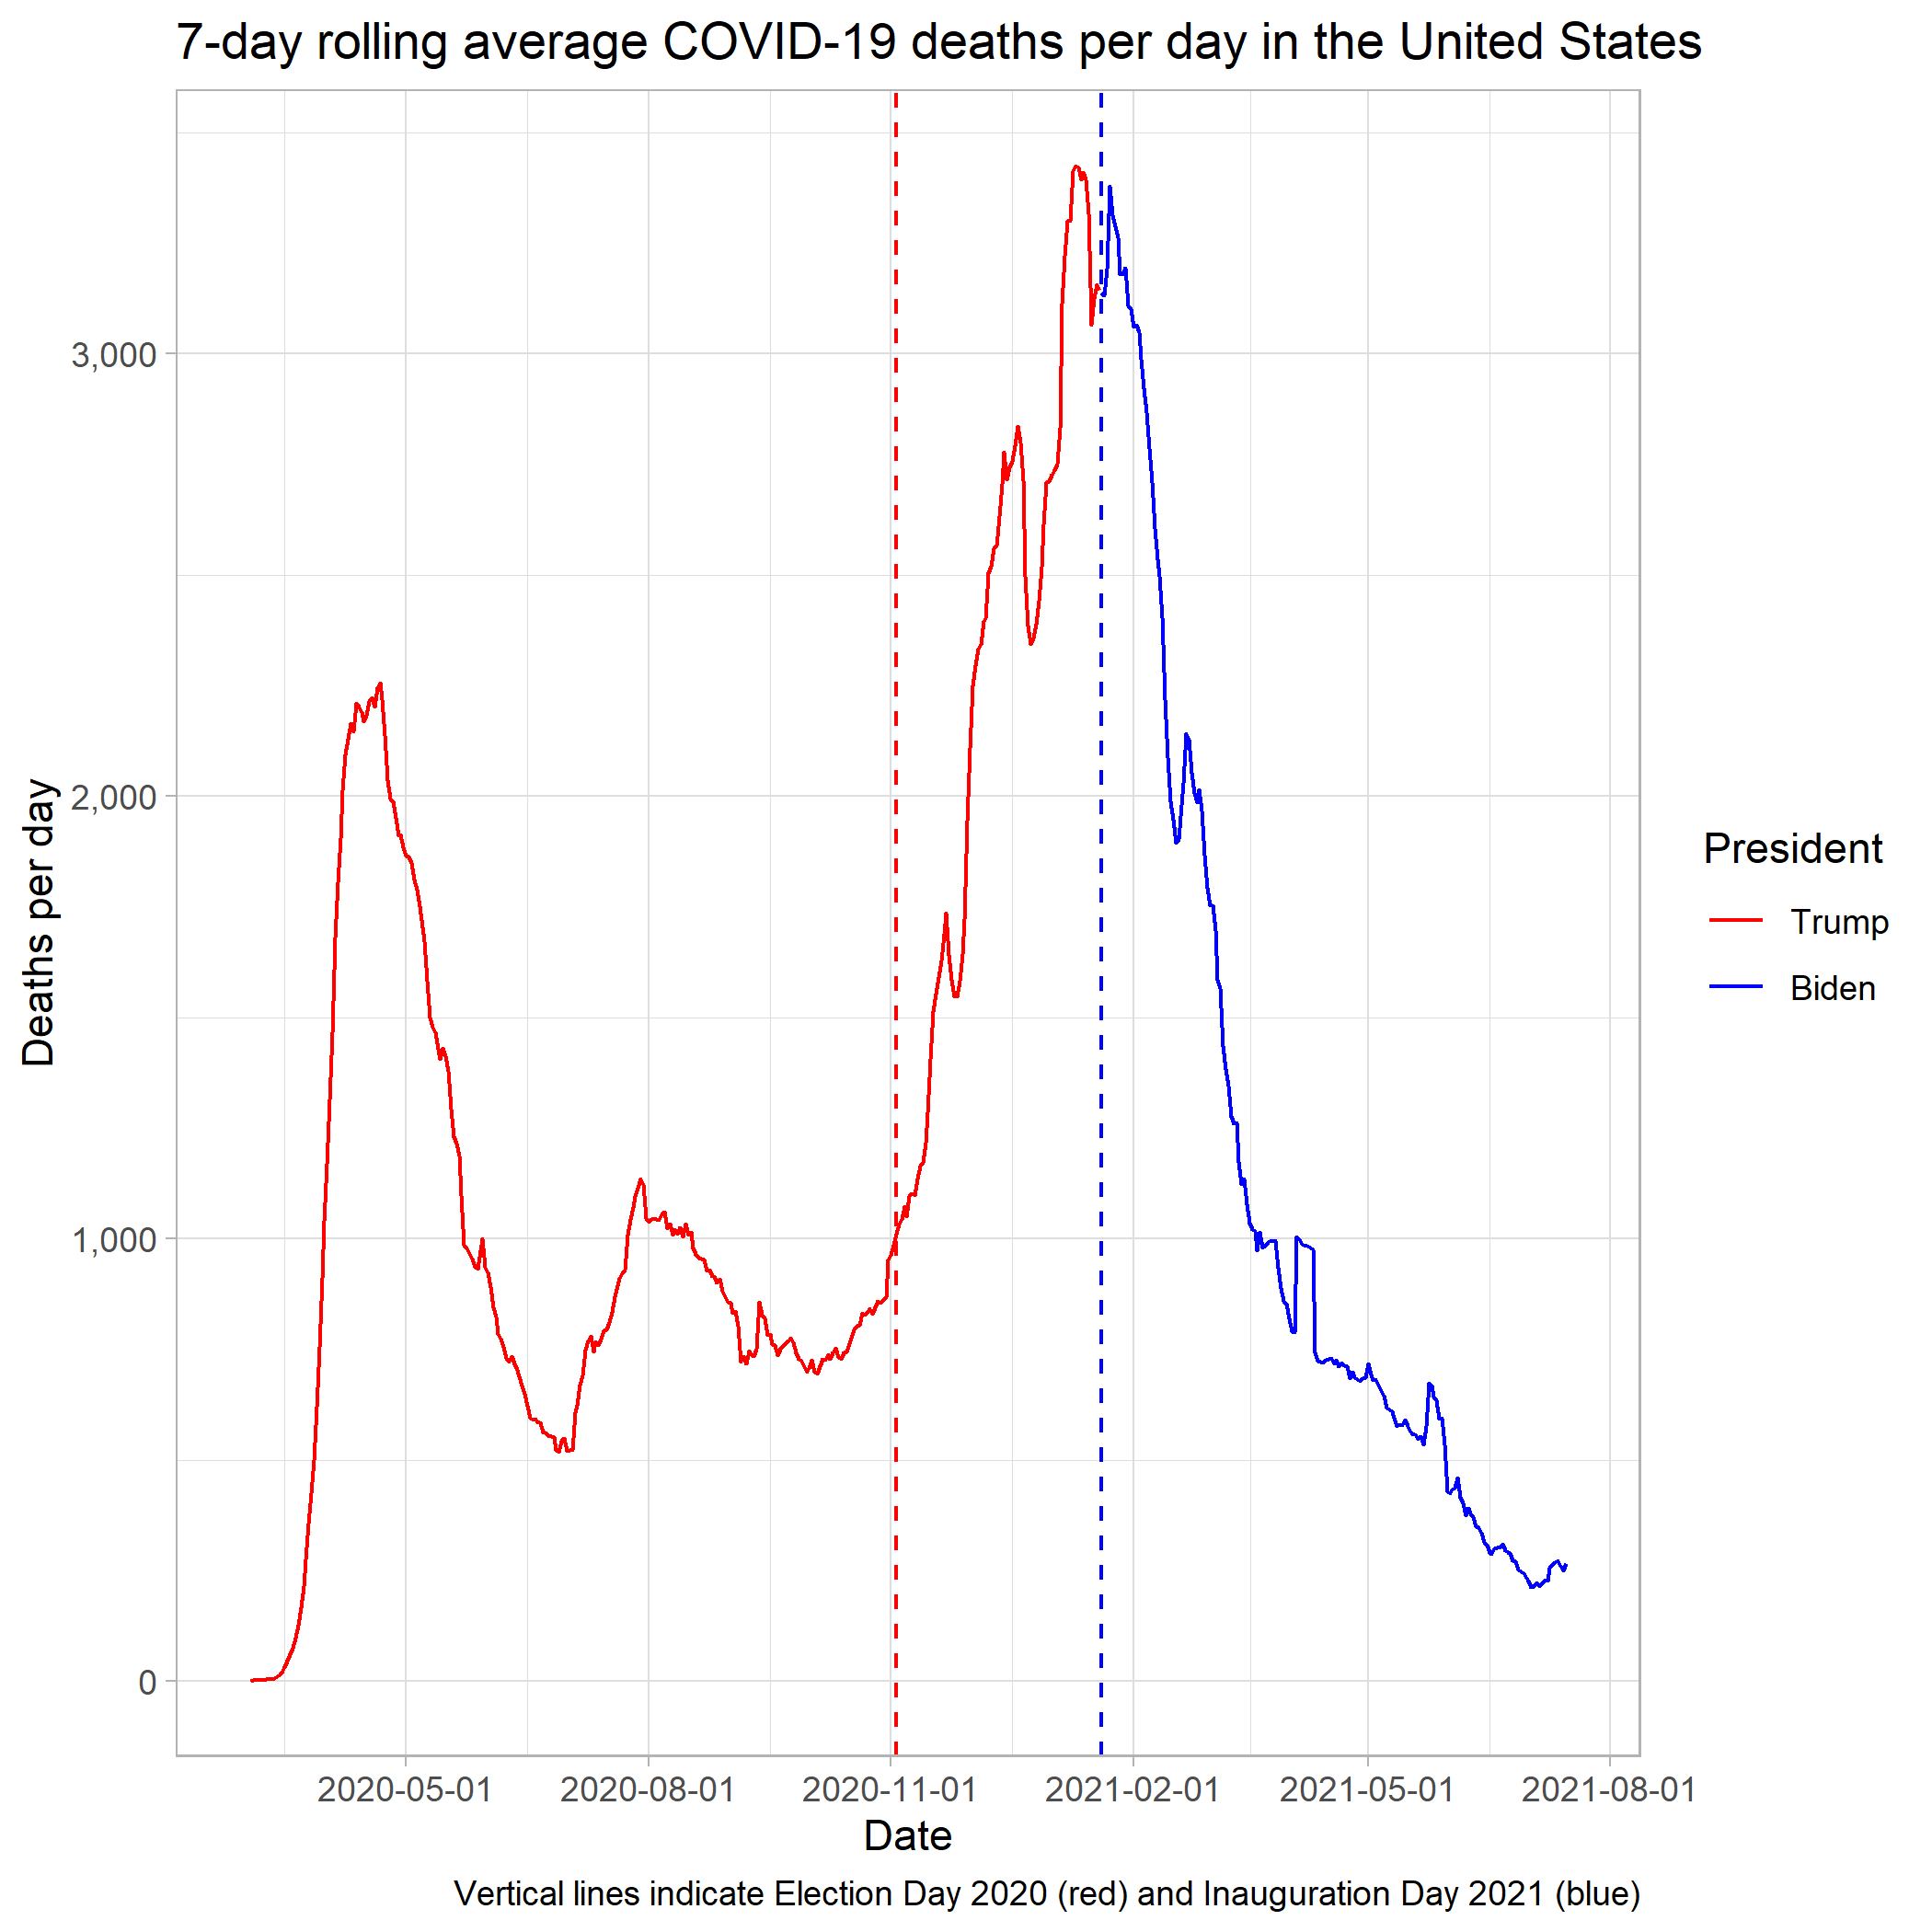 7-day rolling average COVID-19 deaths per day in the United States
Deaths per day
3,000
2,000
1,000
0
2020-05-01
2020-08-01
2020-11-01
2021-02-01
2021-05-01
2021-08-01
Date
Vertical lines indicate Election Day 2020 (red) and Inauguration Day 2021 (blue)
President
Trump
Biden